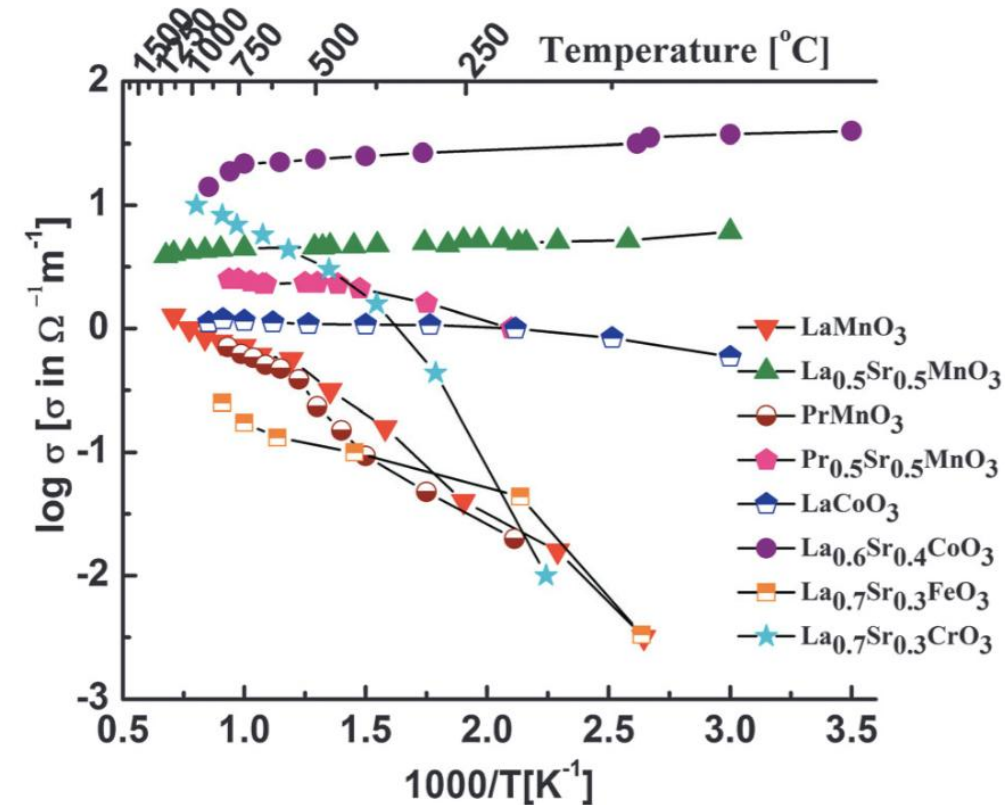 1500 1250 1000 750 500 250 Temperature [°C]
2
1
0
-1
-2
-3
log σ [σ in Ω⁻¹m⁻¹]
LaMnO₃
La₀.₅Sr₀.₅MnO₃
PrMnO₃
Pr₀.₅Sr₀.₅MnO₃
LaCoO₃
La₀.₆Sr₀.₄CoO₃
La₀.₇Sr₀.₃FeO₃
La₀.₇Sr₀.₃CrO₃
0.5 1.0 1.5 2.0 2.5 3.0 3.5
1000/T[K⁻¹]